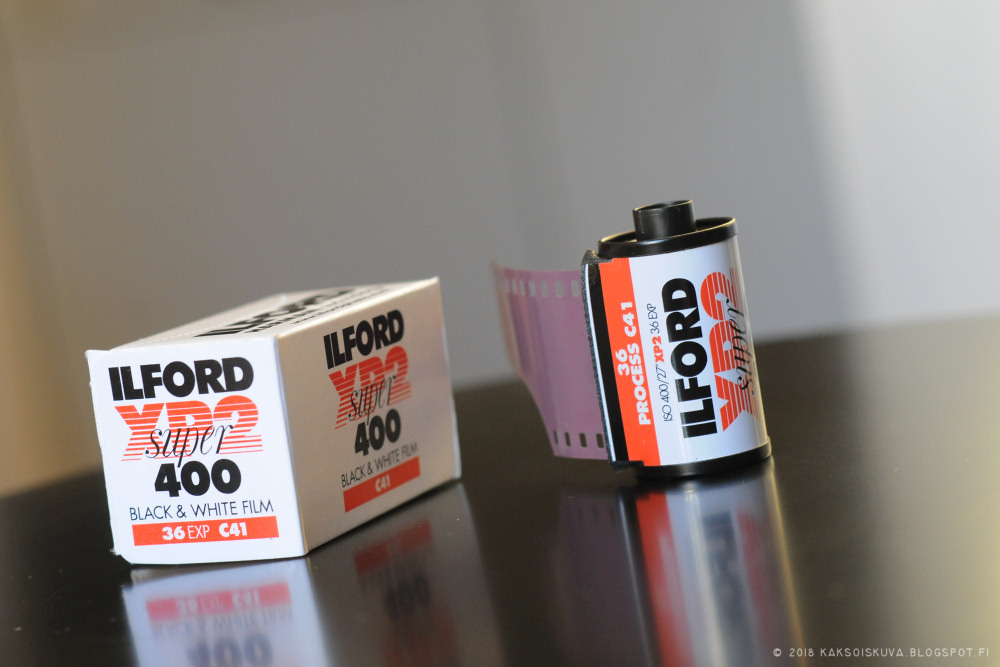 ILFORD
XP2
super
400
BLACK & WHITE FILM
36 EXP C41
ILFORD
XP2
super
400
BLACK & WHITE FILM
C41
36
PROCESS C41
ISO 400/27° XP2 36 EXP
ILFORD
XP2
super
© 2018 KAKSOISKUVA.BLOGSPOT.FI